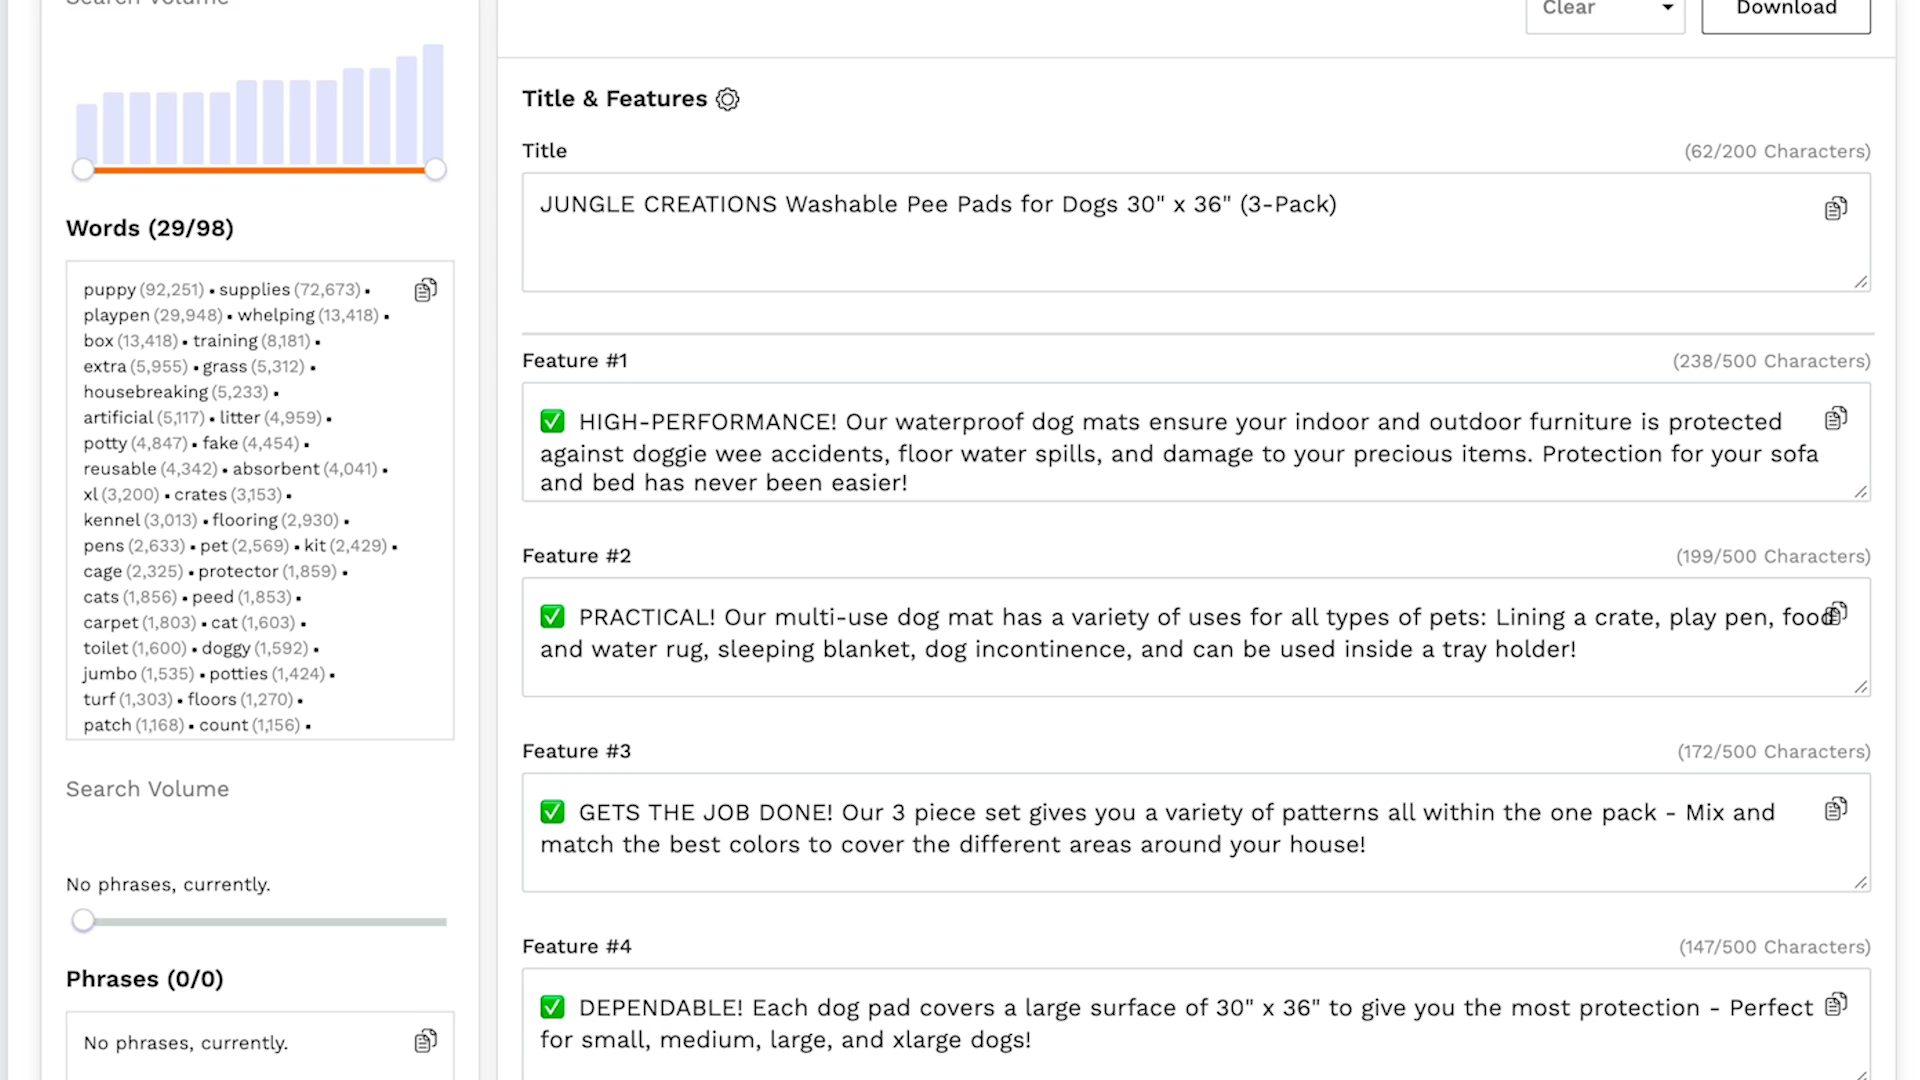 Search Volume
Words (29/98)
puppy (92,251) • supplies (72,673) •
playpen (29,948) • whelping (13,418) •
box (13,418) • training (8,181) •
extra (5,955) • grass (5,312) •
housebreaking (5,233) •
artificial (5,117) • litter (4,959) •
potty (4,847) • fake (4,454) •
reusable (4,342) • absorbent (4,041) •
xl (3,200) • crates (3,153) •
kennel (3,013) • flooring (2,930) •
pens (2,633) • pet (2,569) • kit (2,429) •
cage (2,325) • protector (1,859) •
cats (1,856) • peed (1,853) •
carpet (1,803) • cat (1,603) •
toilet (1,600) • doggy (1,592) •
jumbo (1,535) • potties (1,424) •
turf (1,303) • floors (1,270) •
patch (1,168) • count (1,156) •
Search Volume
No phrases, currently.
Phrases (0/0)
No phrases, currently.
Clear
Download
Title & Features
Title
(62/200 Characters)
JUNGLE CREATIONS Washable Pee Pads for Dogs 30" x 36" (3-Pack)
Feature #1
(238/500 Characters)
✅ HIGH-PERFORMANCE! Our waterproof dog mats ensure your indoor and outdoor furniture is protected
against doggie wee accidents, floor water spills, and damage to your precious items. Protection for your sofa
and bed has never been easier!
Feature #2
(199/500 Characters)
✅ PRACTICAL! Our multi-use dog mat has a variety of uses for all types of pets: Lining a crate, play pen, food
and water rug, sleeping blanket, dog incontinence, and can be used inside a tray holder!
Feature #3
(172/500 Characters)
✅ GETS THE JOB DONE! Our 3 piece set gives you a variety of patterns all within the one pack - Mix and
match the best colors to cover the different areas around your house!
Feature #4
(147/500 Characters)
✅ DEPENDABLE! Each dog pad covers a large surface of 30" x 36" to give you the most protection - Perfect
for small, medium, large, and xlarge dogs!